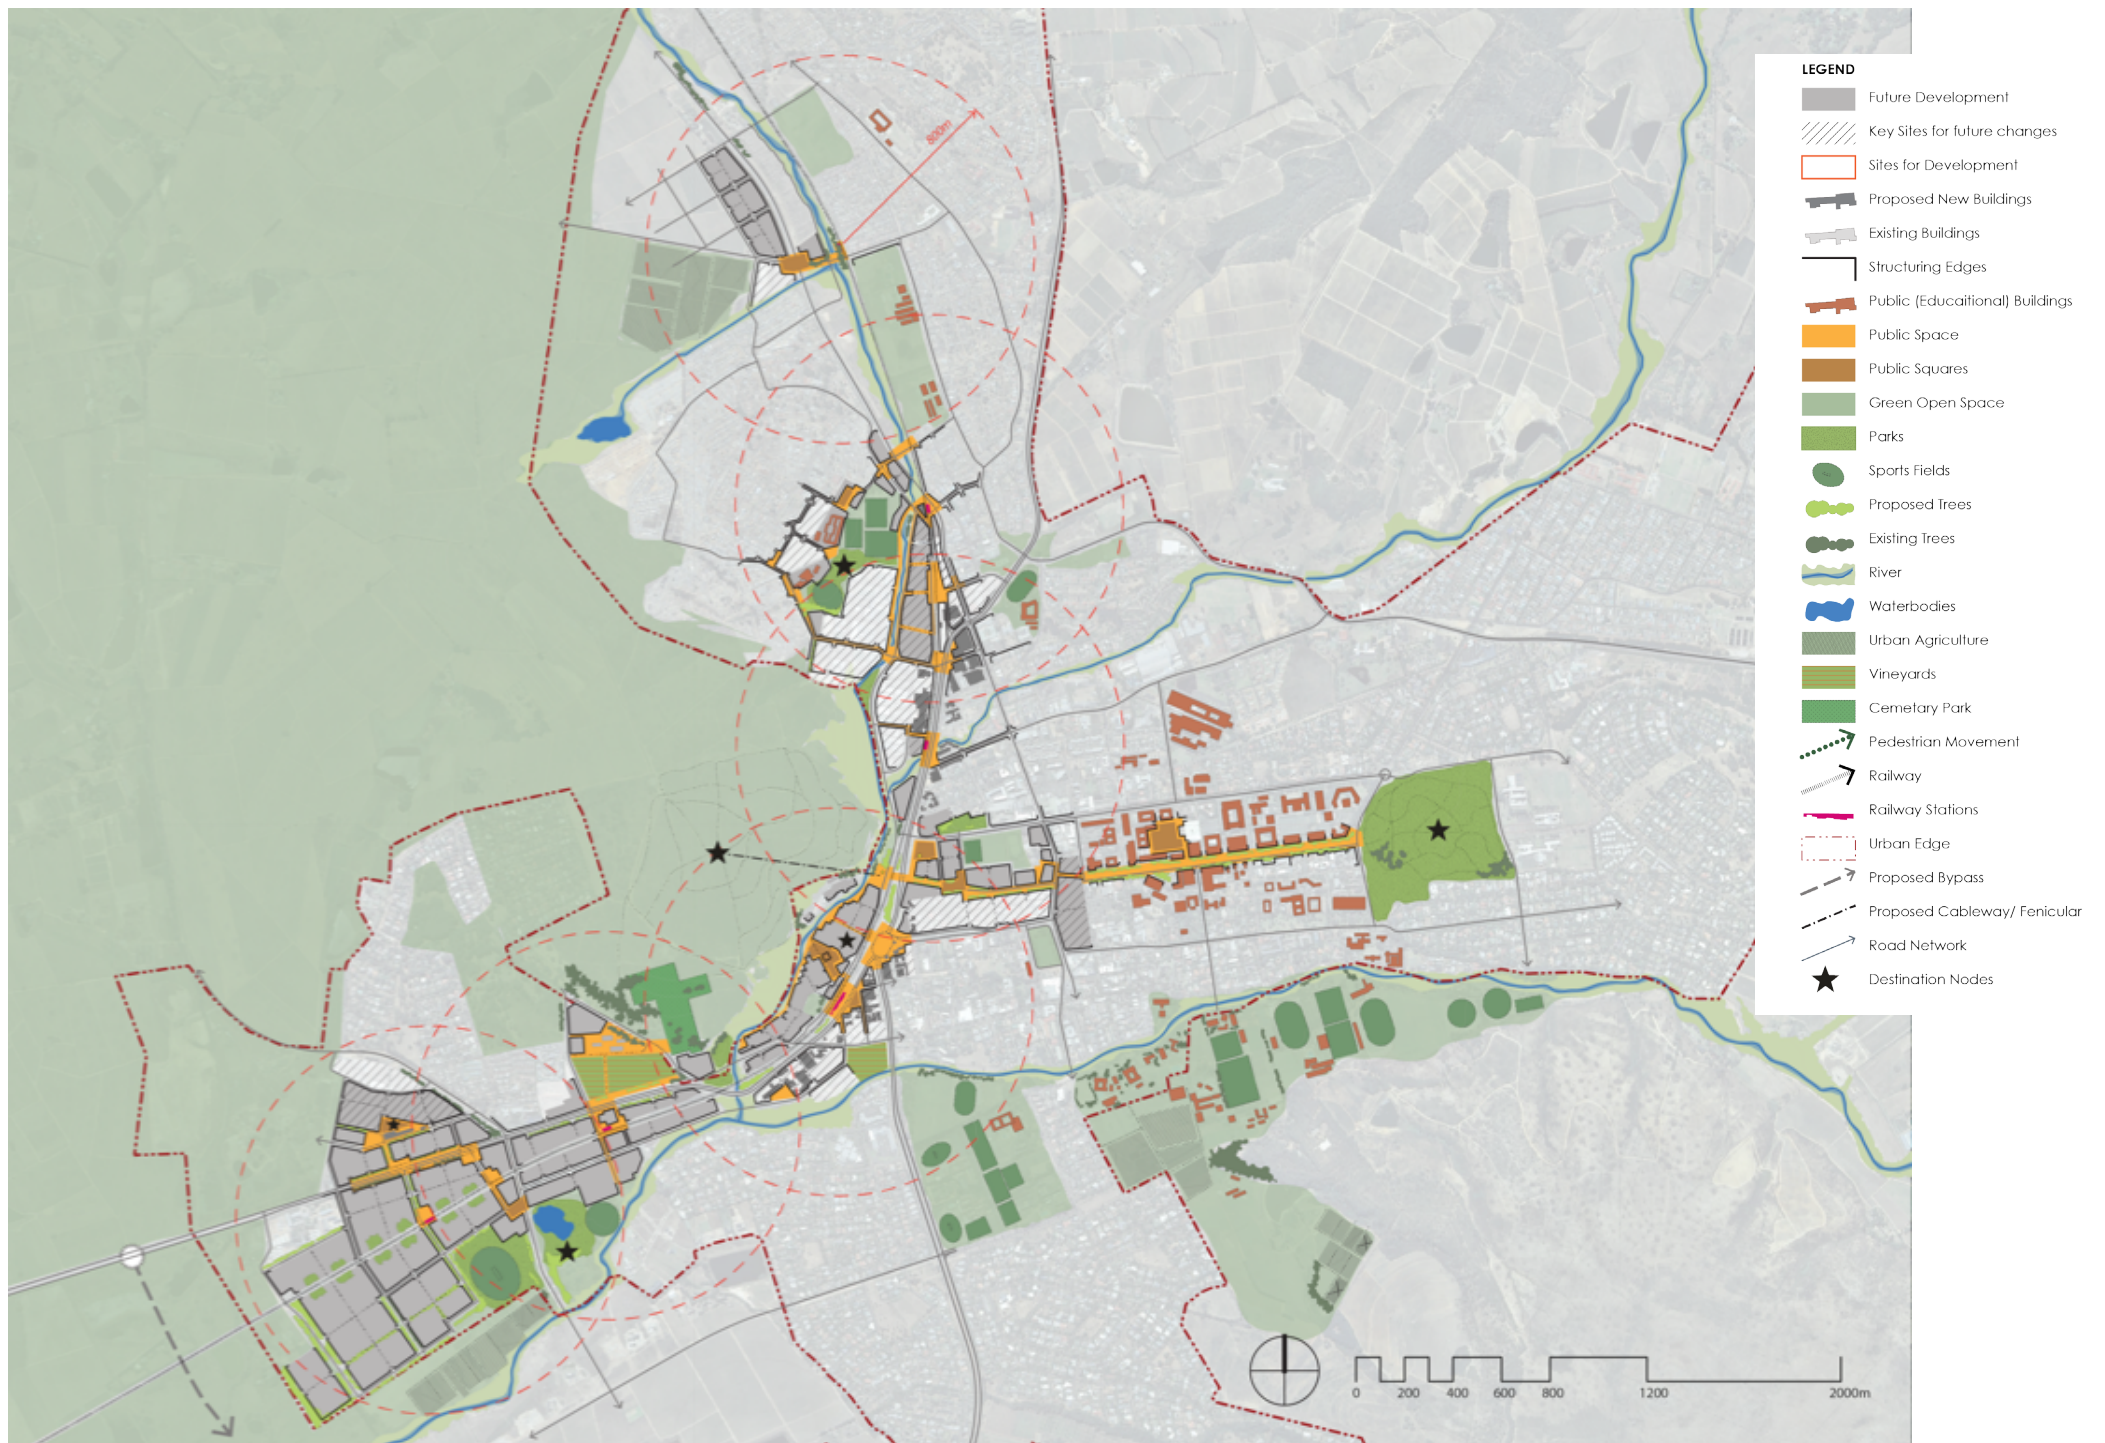 LEGEND
Future Development
Key Sites for future changes
Sites for Development
Proposed New Buildings
Existing Buildings
Structuring Edges
Public (Educaitional) Buildings
Public Space
Public Squares
Green Open Space
Parks
Sports Fields
Proposed Trees
Existing Trees
River
Waterbodies
Urban Agriculture
Vineyards
Cemetary Park
Pedestrian Movement
Railway
Railway Stations
Urban Edge
Proposed Bypass
Proposed Cableway/ Fenicular
Road Network
Destination Nodes
800m
0 200 400 600 800 1200 2000m